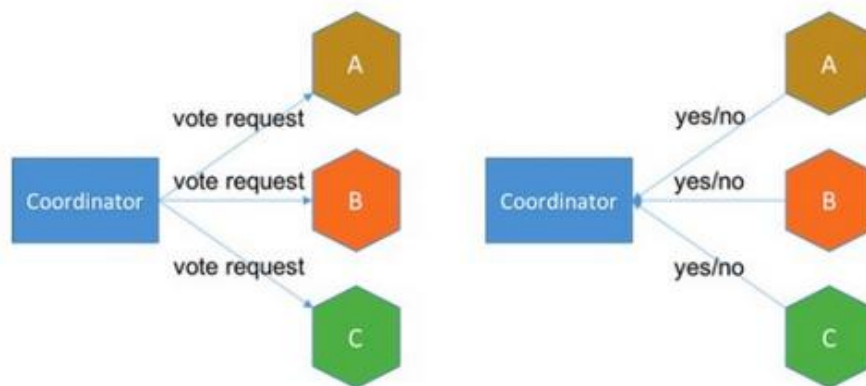 A
vote request
Coordinator
vote request
B
vote request
C
A
yes/no
Coordinator
yes/no
B
yes/no
C